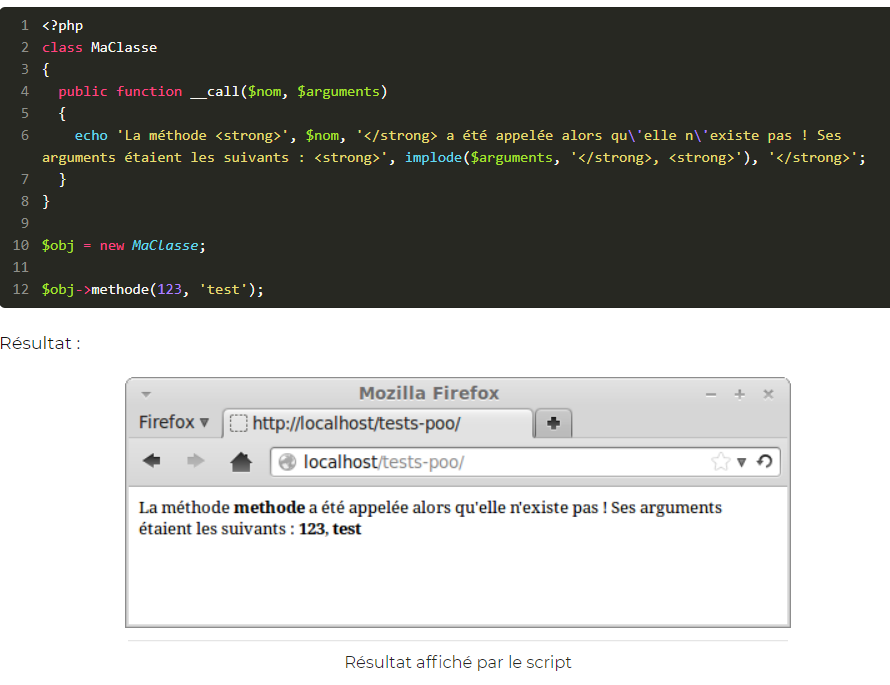 1 <?php
2 class MaClasse
3 {
4 public function __call($nom, $arguments)
5 {
6 echo 'La méthode <strong>', $nom, '</strong> a été appelée alors qu\'elle n\'existe pas ! Ses
arguments étaient les suivants : <strong>', implode($arguments, '</strong>, <strong>'), '</strong>';
7 }
8 }
9
10 $obj = new MaClasse;
11
12 $obj->methode(123, 'test');
Résultat :
Mozilla Firefox
Firefox http://localhost/tests-poo/
localhost/tests-poo/
La méthode methode a été appelée alors qu'elle n'existe pas ! Ses arguments
étaient les suivants : 123, test
Résultat affiché par le script